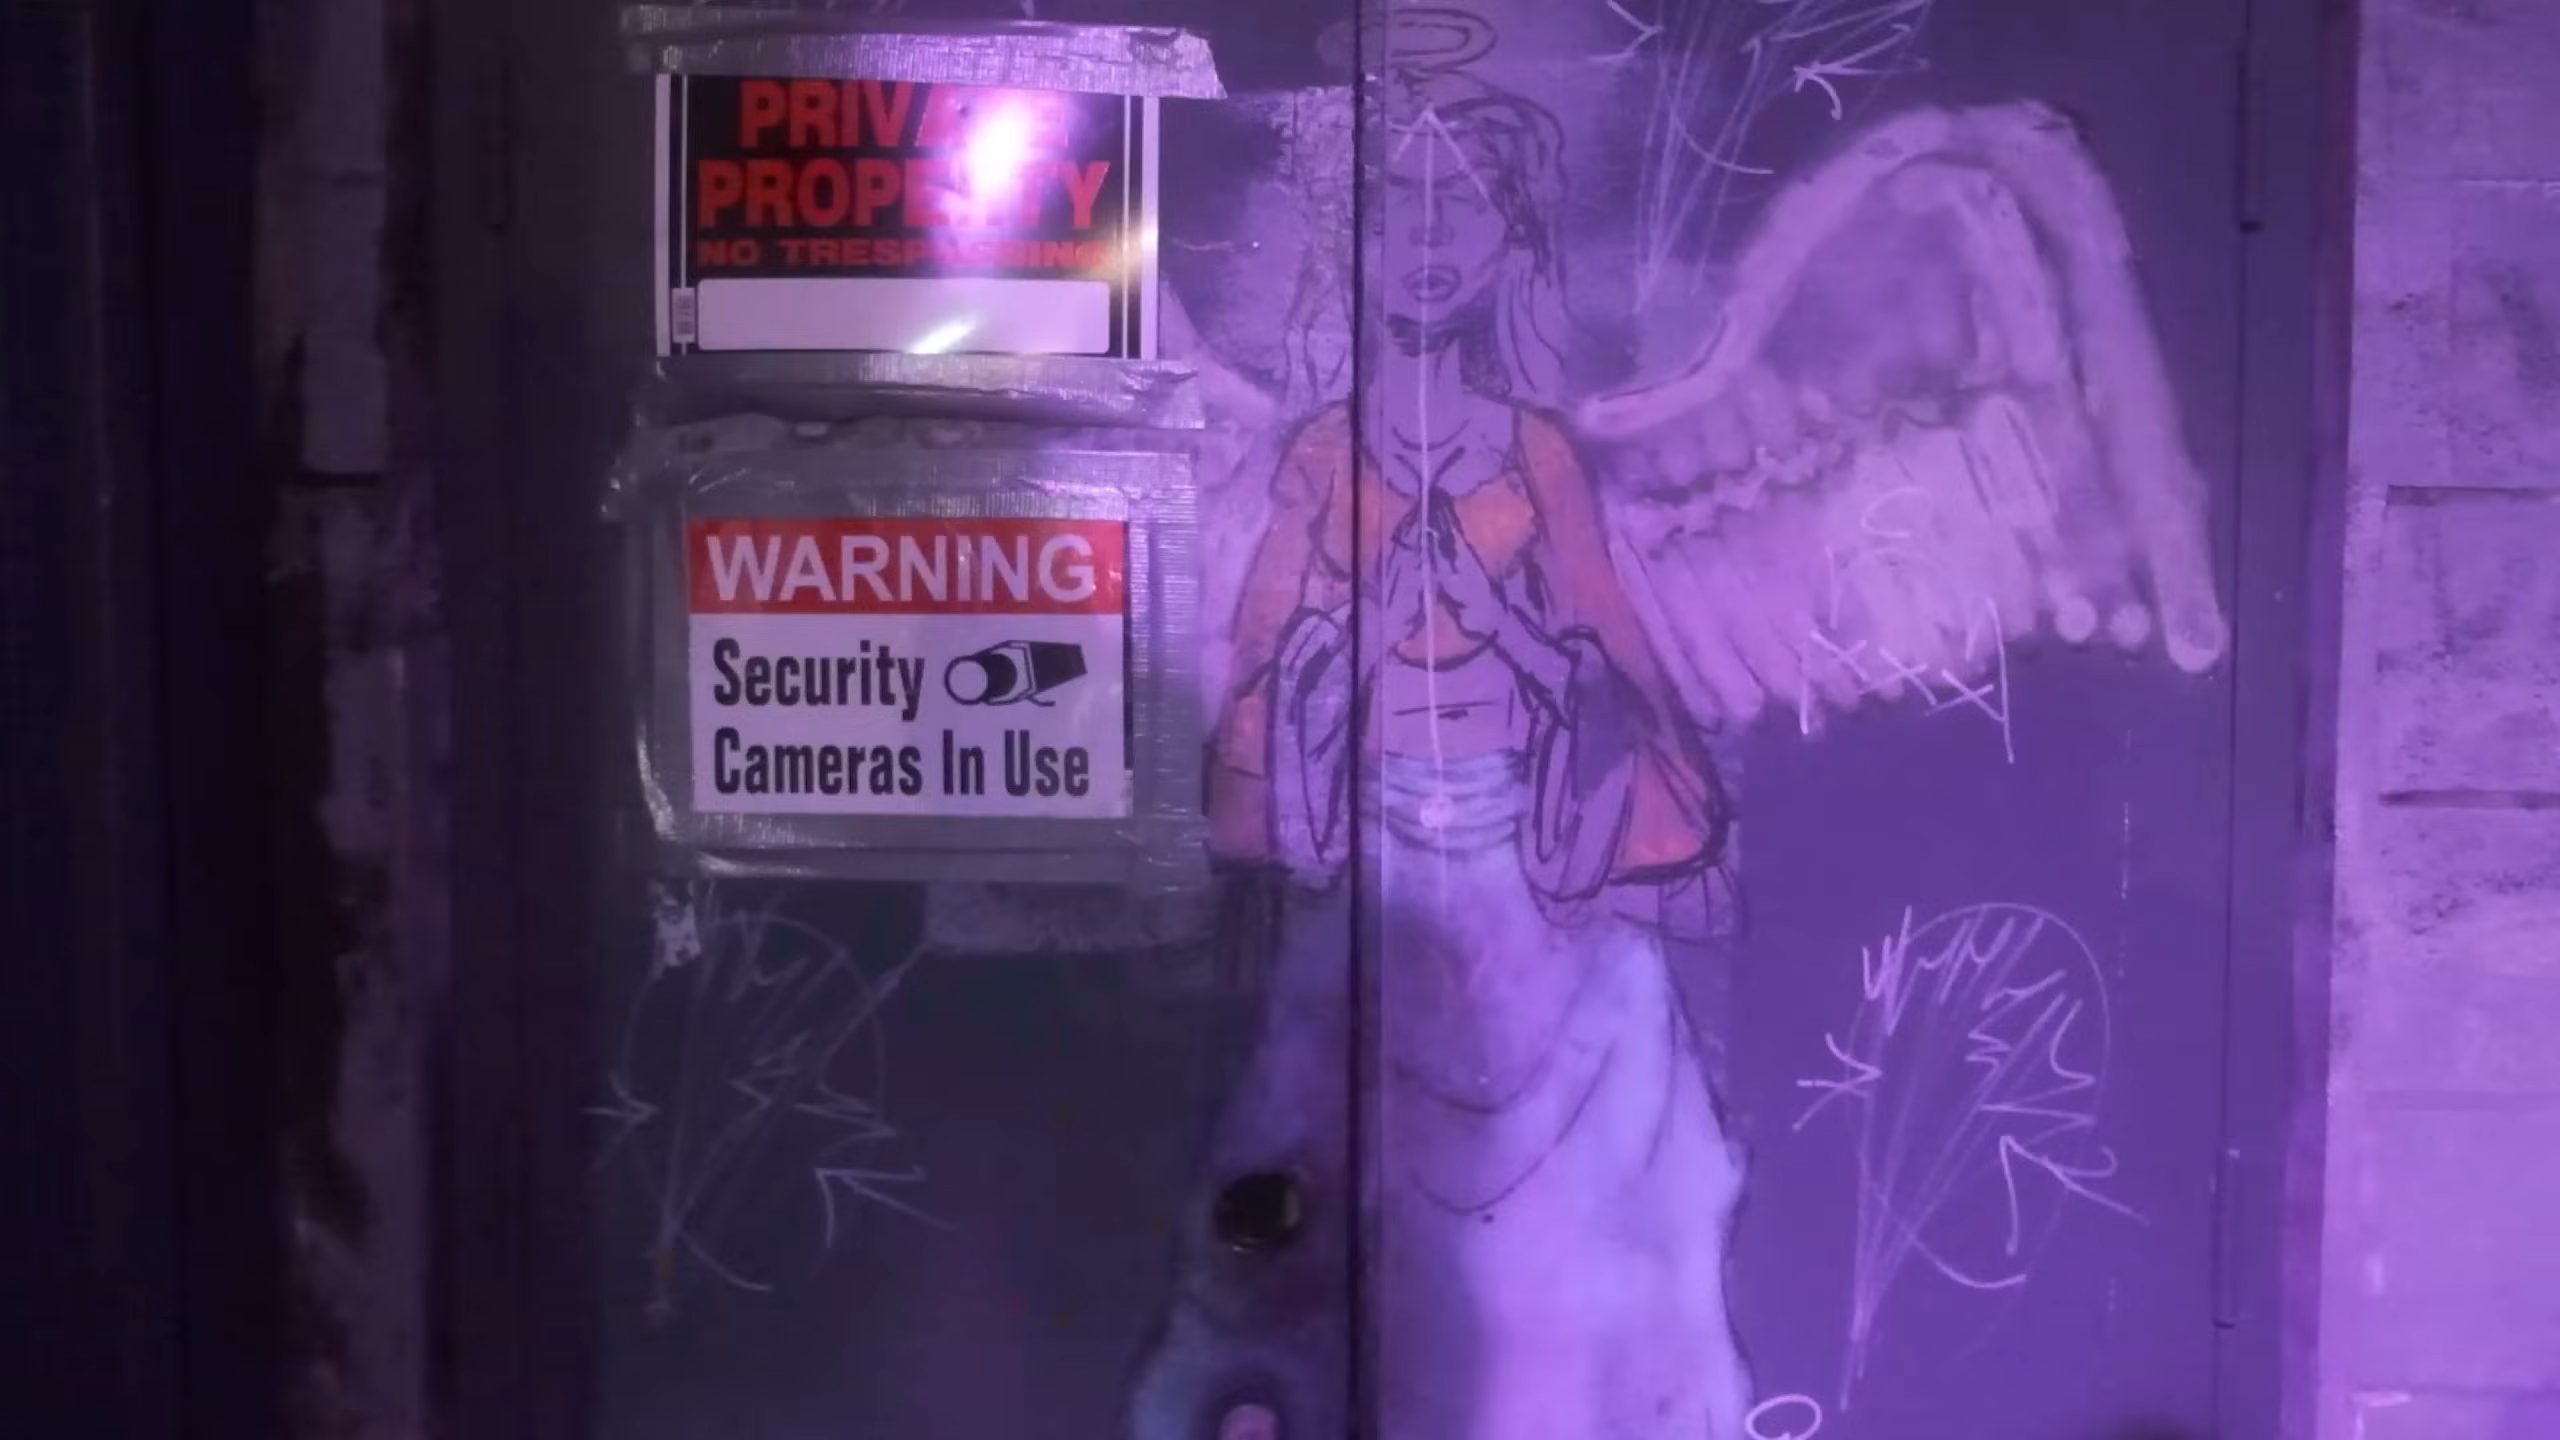 PRIVATE
PROPERTY
NO TRESPASSING
WARNING
Security
Cameras In Use